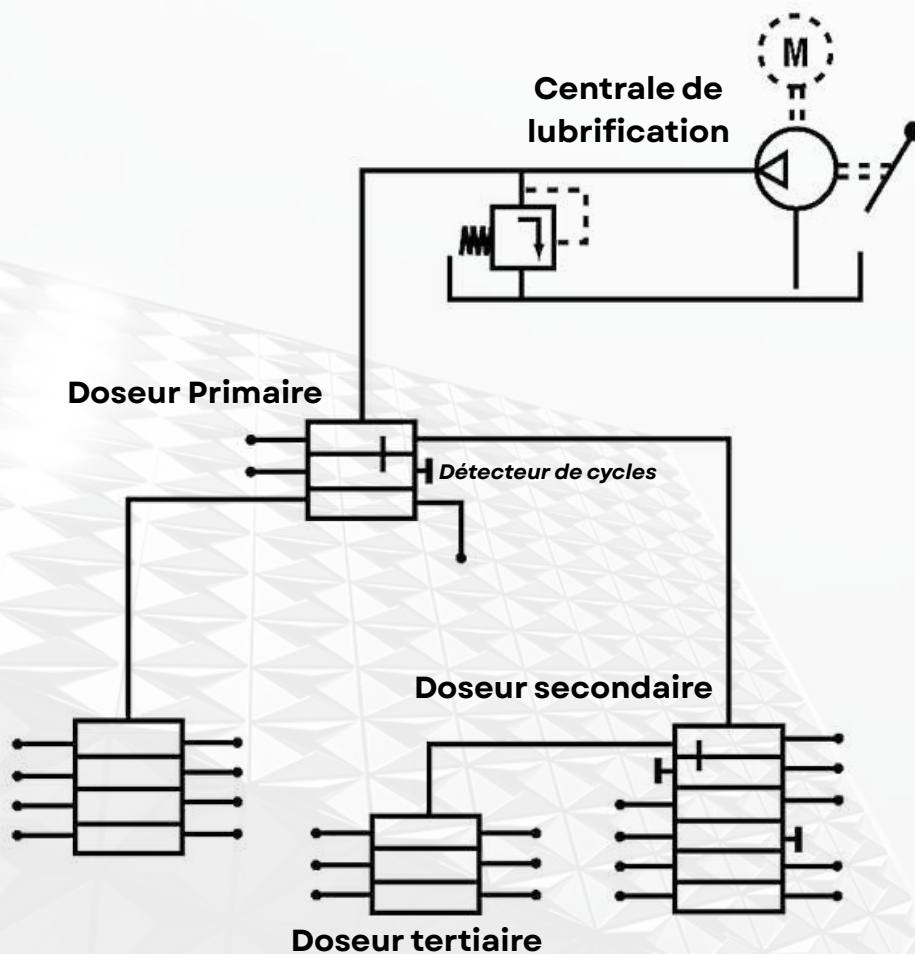 M
Centrale de
lubrification
Doseur Primaire
Détecteur de cycles
Doseur secondaire
Doseur tertiaire